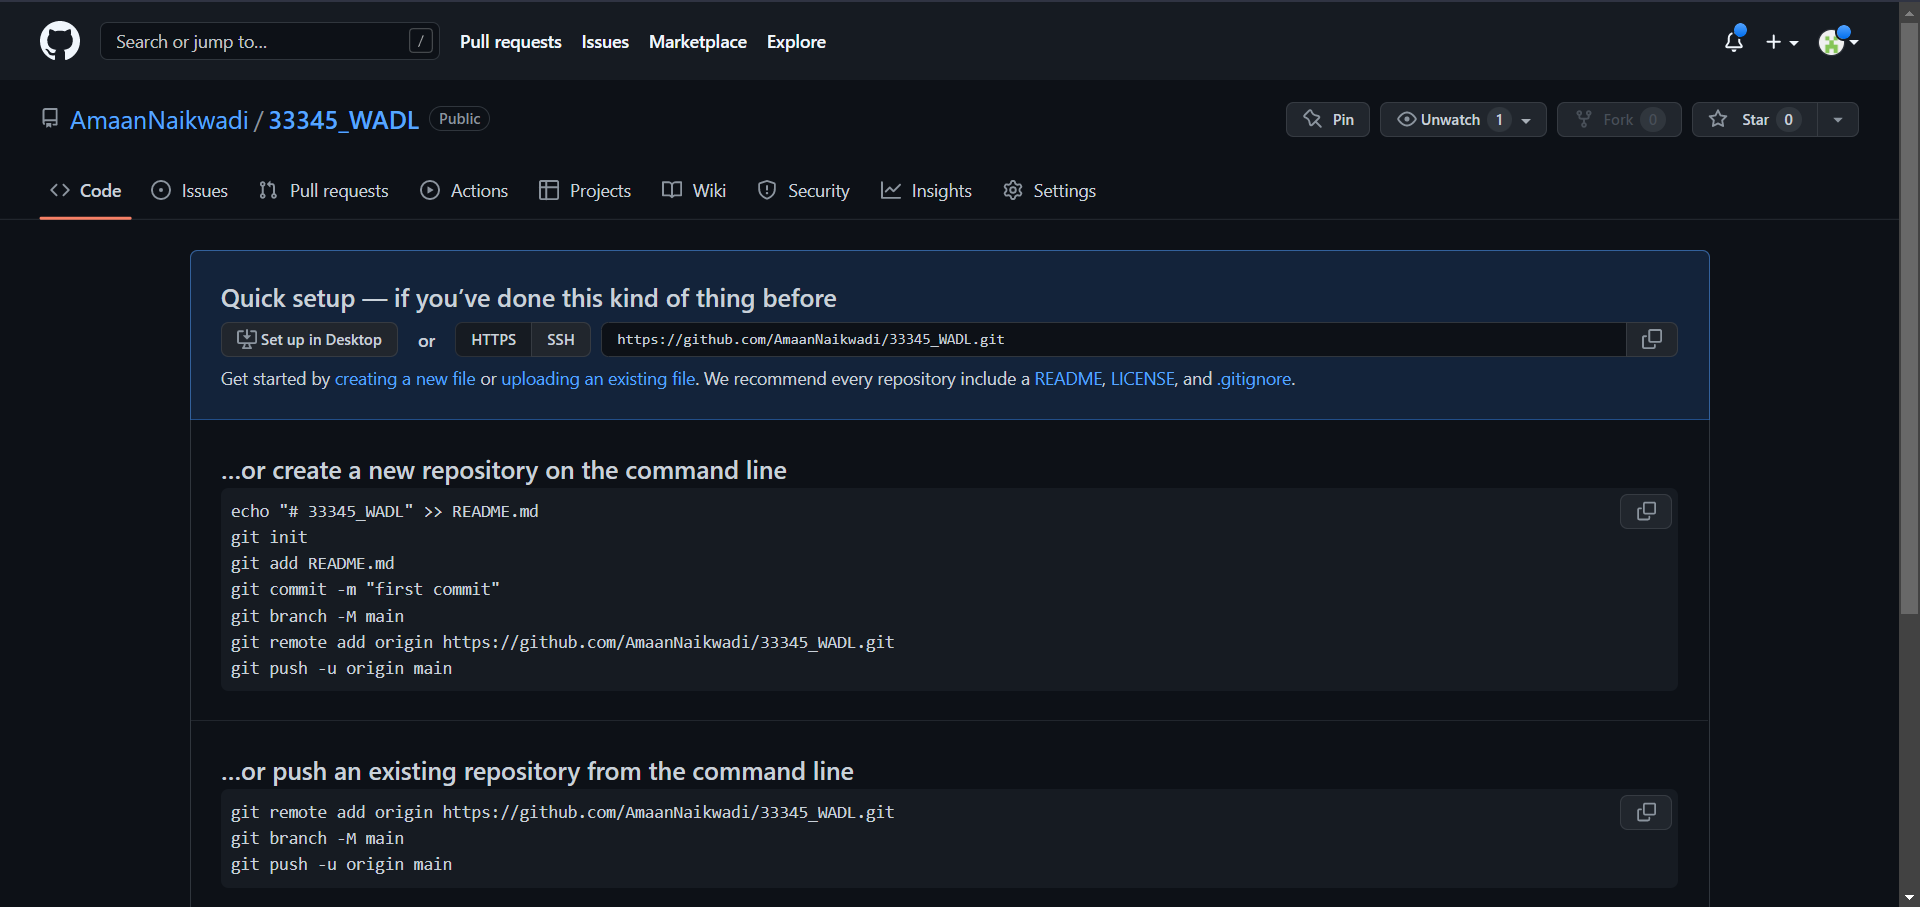 Search or jump to... /
Pull requests Issues Marketplace Explore
AmaanNaikwadi / 33345_WADL Public
Pin Unwatch 1 Fork 0 Star 0
Code Issues Pull requests Actions Projects Wiki Security Insights Settings
Quick setup — if you’ve done this kind of thing before
Set up in Desktop or HTTPS SSH https://github.com/AmaanNaikwadi/33345_WADL.git
Get started by creating a new file or uploading an existing file. We recommend every repository include a README, LICENSE, and .gitignore.
…or create a new repository on the command line
echo "# 33345_WADL" >> README.md
git init
git add README.md
git commit -m "first commit"
git branch -M main
git remote add origin https://github.com/AmaanNaikwadi/33345_WADL.git
git push -u origin main
…or push an existing repository from the command line
git remote add origin https://github.com/AmaanNaikwadi/33345_WADL.git
git branch -M main
git push -u origin main